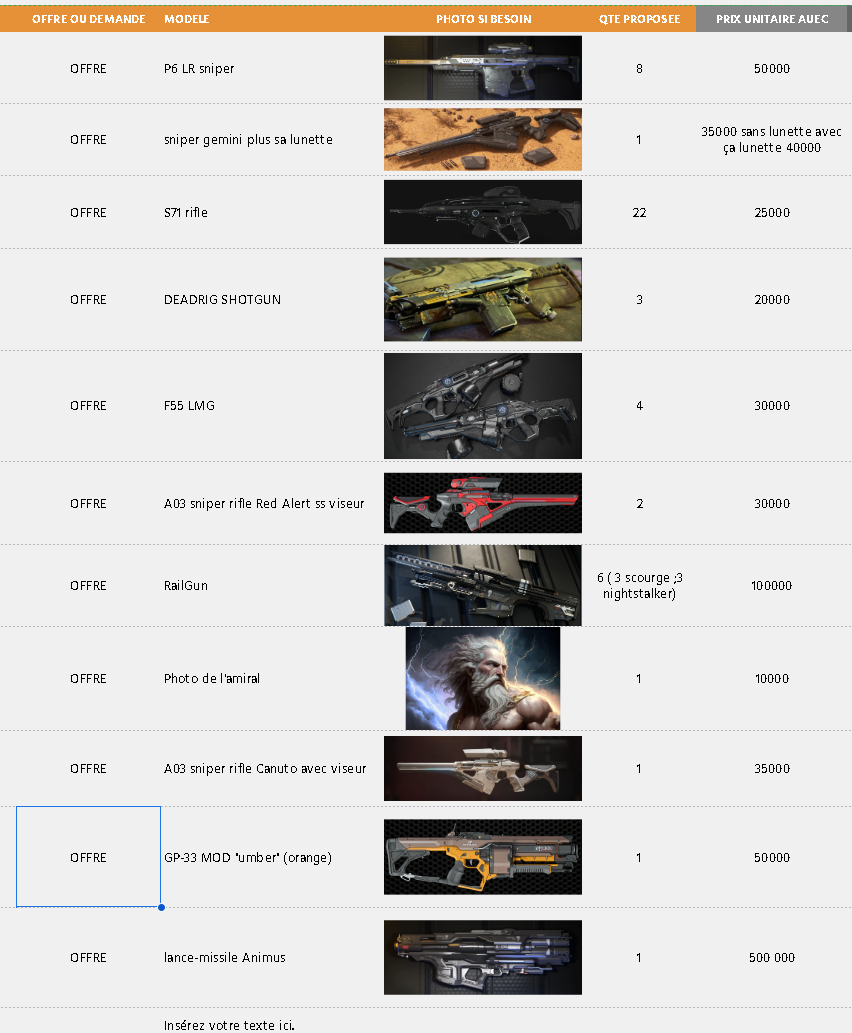 OFFRE OU DEMANDE MODELE PHOTO SI BESOIN QTE PROPOSEE PRIX UNITAIRE AUEC
OFFRE P6 LR sniper 8 50000
OFFRE sniper gemini plus sa lunette 1 35000 sans lunette avec
ça lunette 40000
OFFRE S71 rifle 22 25000
OFFRE DEADRIG SHOTGUN 3 20000
OFFRE F55 LMG 4 30000
OFFRE A03 sniper rifle Red Alert ss viseur 2 30000
OFFRE RailGun 6 ( 3 scourge ;3
nightstalker) 100000
OFFRE Photo de l'amiral 1 10000
OFFRE A03 sniper rifle Canuto avec viseur 1 35000
OFFRE GP-33 MOD "umber" (orange) 1 50000
OFFRE lance-missile Animus 1 500 000
Insérez votre texte ici.